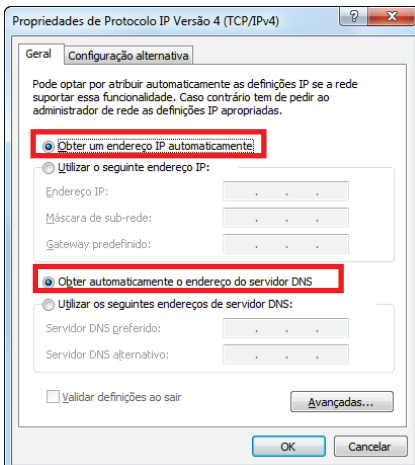 Propriedades de Protocolo IP Versão 4 (TCP/IPv4)
Geral
Configuração alternativa
Pode optar por atribuir automaticamente as definições IP se a rede
suportar essa funcionalidade. Caso contrário tem de pedir ao
administrador de rede as definições IP apropriadas.
Obter um endereço IP automaticamente
Utilizar o seguinte endereço IP:
Endereço IP:
Máscara de sub-rede:
Gateway predefinido:
Obter automaticamente o endereço do servidor DNS
Utilizar os seguintes endereços de servidor DNS:
Servidor DNS preferido:
Servidor DNS alternativo:
Validar definições ao sair
Avançadas...
OK
Cancelar